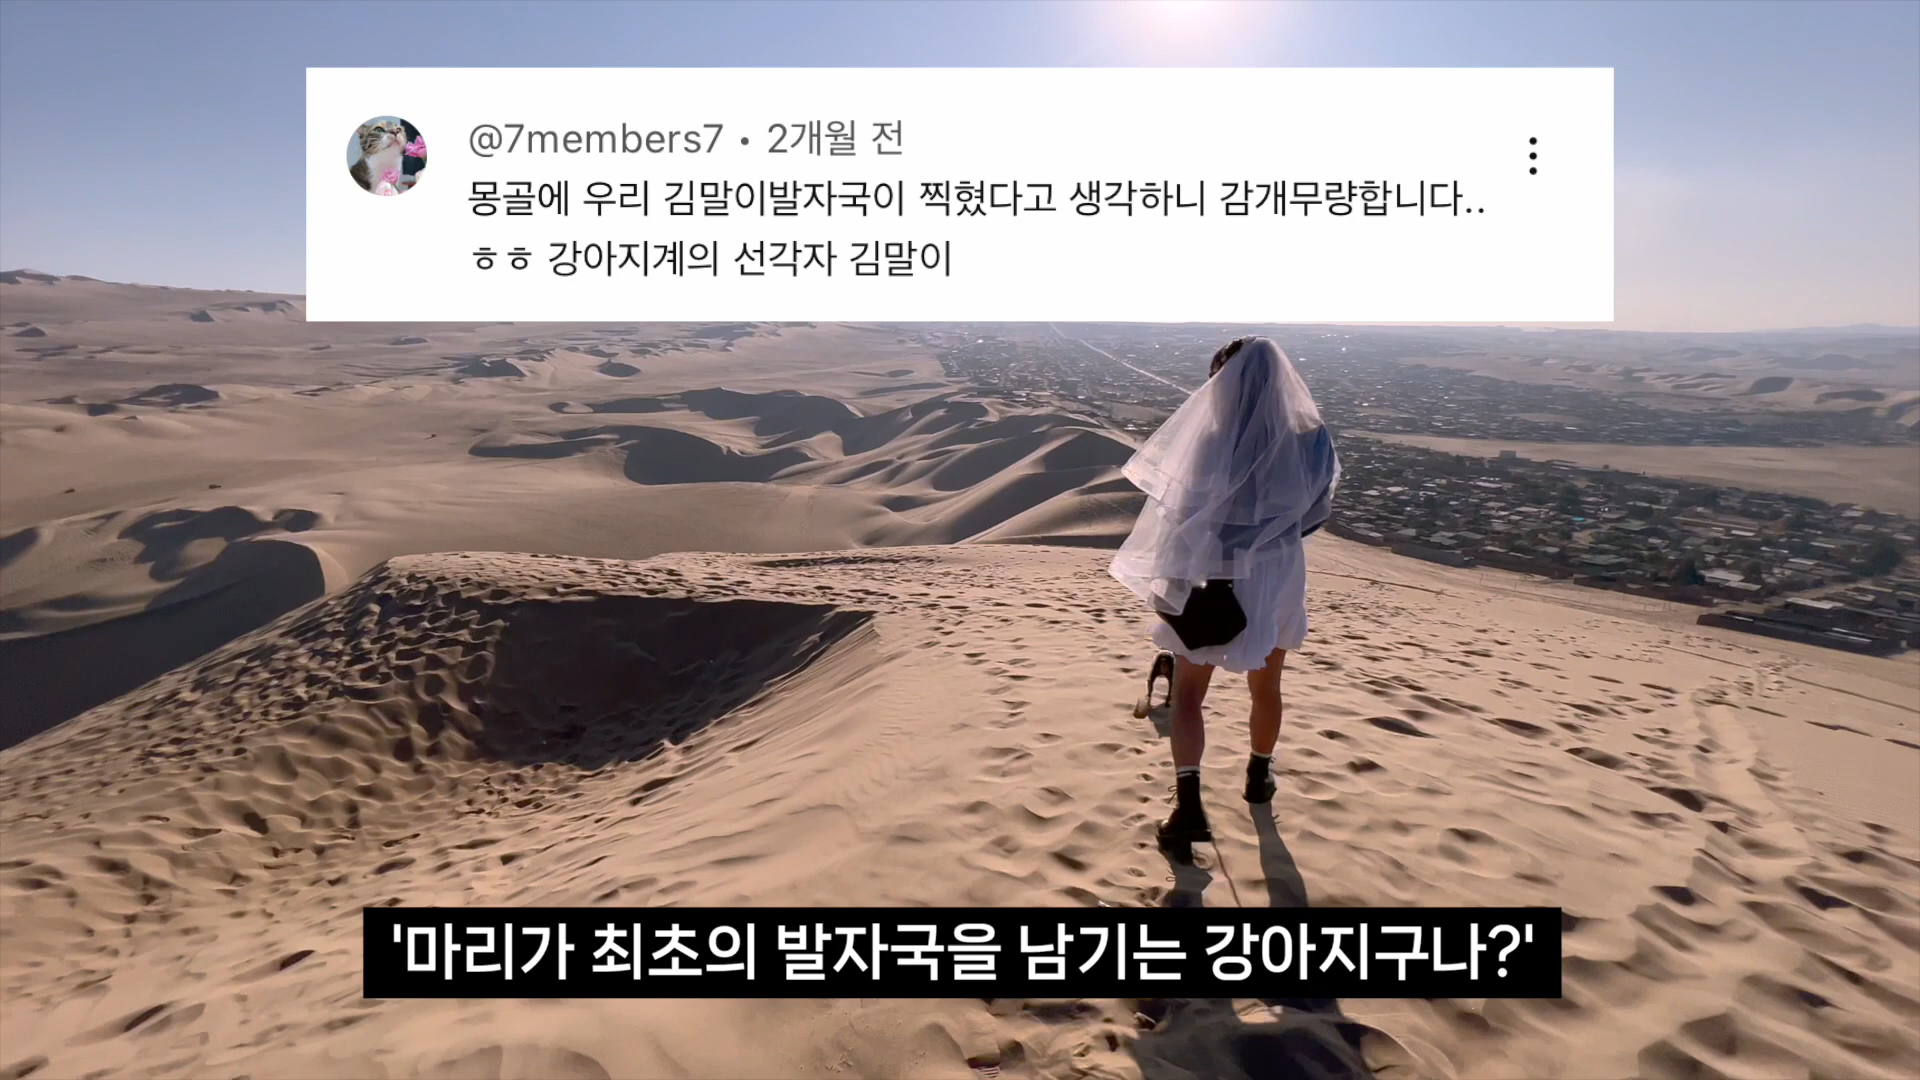 @7members7 • 2개월 전
몽골에 우리 김말이발자국이 찍혔다고 생각하니 감개무량합니다..
ㅎㅎ 강아지계의 선각자 김말이
'마리가 최초의 발자국을 남기는 강아지구나?'